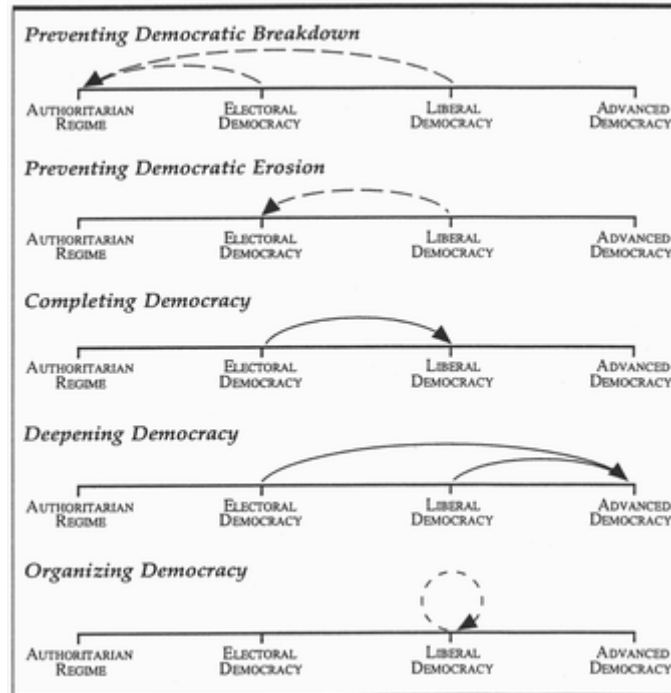 Preventing Democratic Breakdown
AUTHORITARIAN REGIME
ELECTORAL DEMOCRACY
LIBERAL DEMOCRACY
ADVANCED DEMOCRACY
Preventing Democratic Erosion
AUTHORITARIAN REGIME
ELECTORAL DEMOCRACY
LIBERAL DEMOCRACY
ADVANCED DEMOCRACY
Completing Democracy
AUTHORITARIAN REGIME
ELECTORAL DEMOCRACY
LIBERAL DEMOCRACY
ADVANCED DEMOCRACY
Deepening Democracy
AUTHORITARIAN REGIME
ELECTORAL DEMOCRACY
LIBERAL DEMOCRACY
ADVANCED DEMOCRACY
Organizing Democracy
AUTHORITARIAN REGIME
ELECTORAL DEMOCRACY
LIBERAL DEMOCRACY
ADVANCED DEMOCRACY